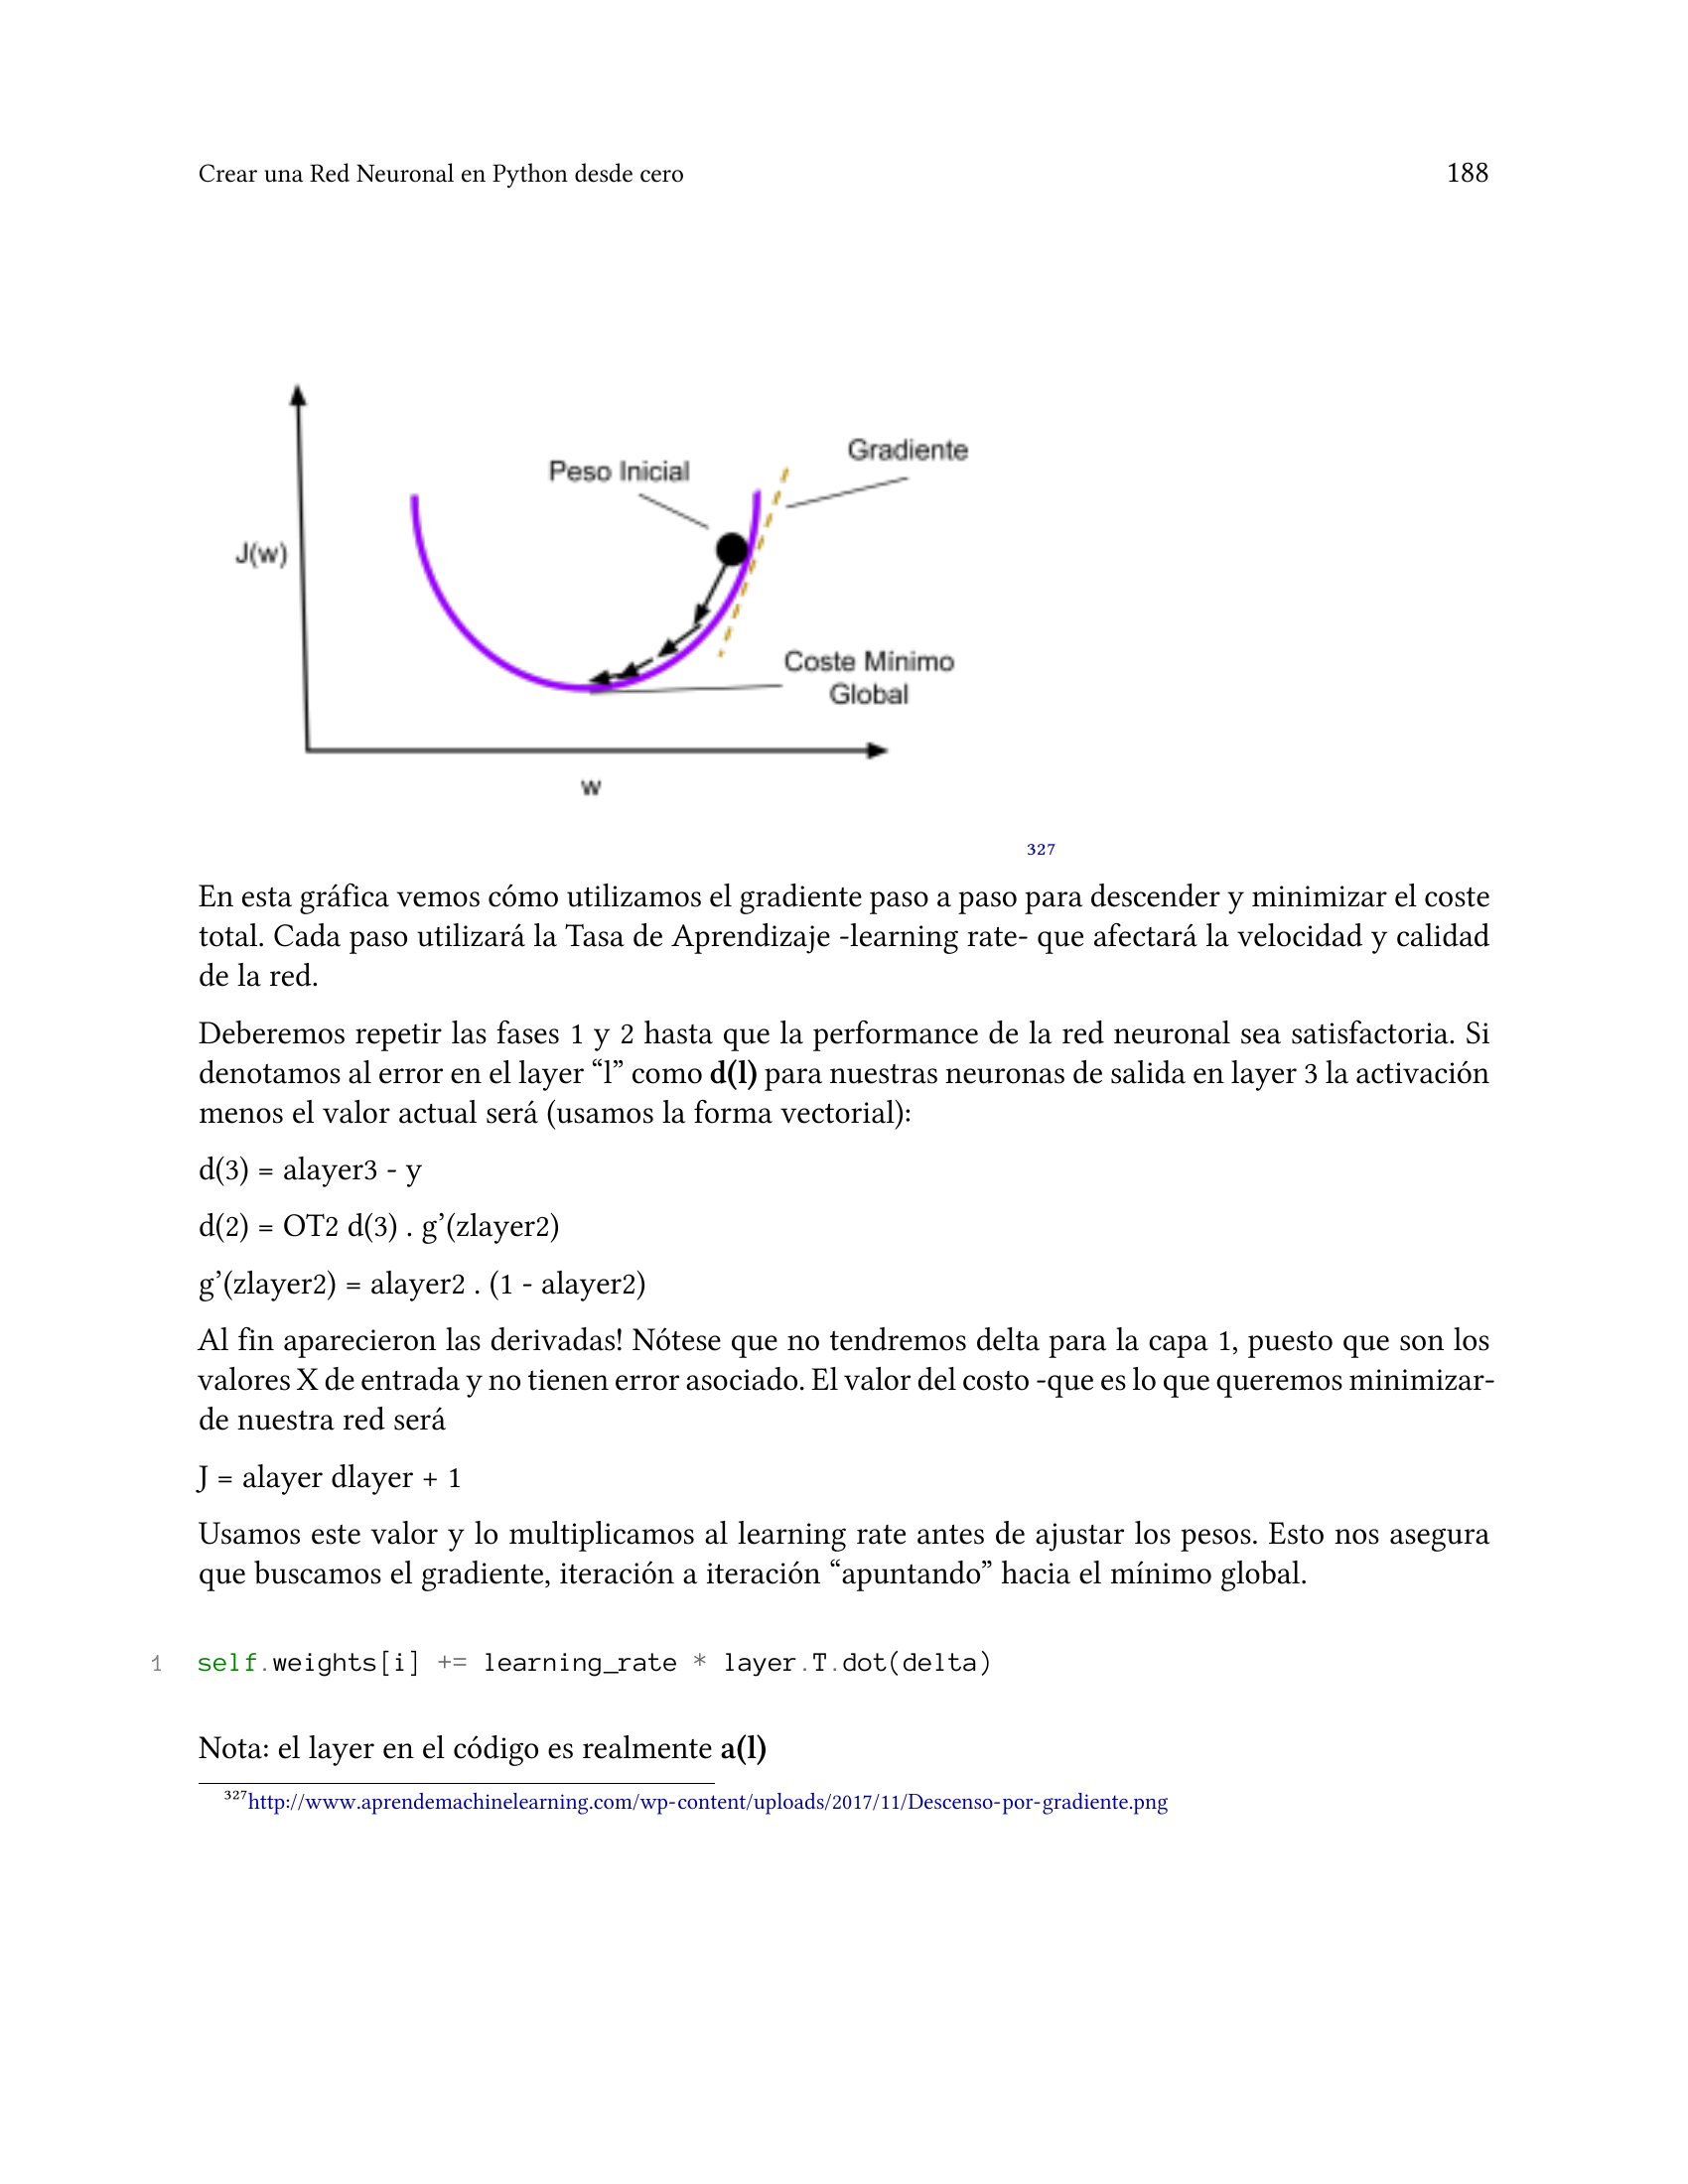 Crear una Red Neuronal en Python desde cero 188
Peso Inicial
Gradiente
J(w)
Coste Minimo
Global
w
327
En esta gráfica vemos cómo utilizamos el gradiente paso a paso para descender y minimizar el coste
total. Cada paso utilizará la Tasa de Aprendizaje -learning rate- que afectará la velocidad y calidad
de la red.
Deberemos repetir las fases 1 y 2 hasta que la performance de la red neuronal sea satisfactoria. Si
denotamos al error en el layer “l” como d(l) para nuestras neuronas de salida en layer 3 la activación
menos el valor actual será (usamos la forma vectorial):
d(3) = alayer3 - y
d(2) = OT2 d(3) . g’(zlayer2)
g’(zlayer2) = alayer2 . (1 - alayer2)
Al fin aparecieron las derivadas! Nótese que no tendremos delta para la capa 1, puesto que son los
valores X de entrada y no tienen error asociado. El valor del costo -que es lo que queremos minimizar-
de nuestra red será
J = alayer dlayer + 1
Usamos este valor y lo multiplicamos al learning rate antes de ajustar los pesos. Esto nos asegura
que buscamos el gradiente, iteración a iteración “apuntando” hacia el mínimo global.
1 self.weights[i] += learning_rate * layer.T.dot(delta)
Nota: el layer en el código es realmente a(l)
327http://www.aprendemachinelearning.com/wp-content/uploads/2017/11/Descenso-por-gradiente.png